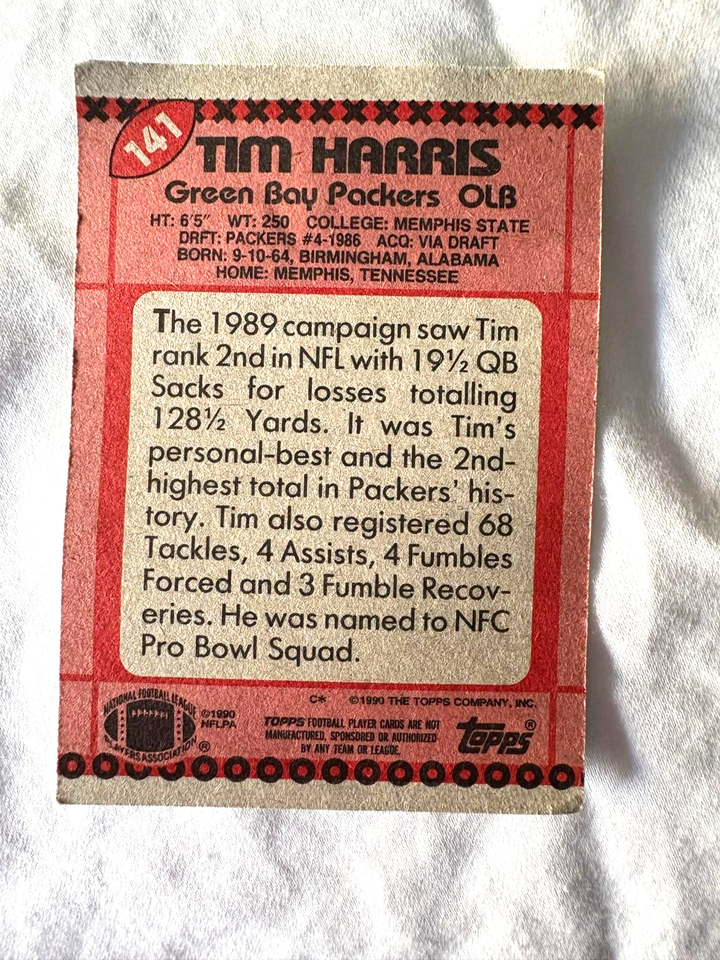 141
TIM HARRIS
Green Bay Packers OLB
HT: 6'5" WT: 250 COLLEGE: MEMPHIS STATE
DRFT: PACKERS #4-1986 ACQ: VIA DRAFT
BORN: 9-10-64, BIRMINGHAM, ALABAMA
HOME: MEMPHIS, TENNESSEE
The 1989 campaign saw Tim
rank 2nd in NFL with 19½ QB
Sacks for losses totalling
128½ Yards. It was Tim's
personal-best and the 2nd-
highest total in Packers' his-
tory. Tim also registered 68
Tackles, 4 Assists, 4 Fumbles
Forced and 3 Fumble Recov-
eries. He was named to NFC
Pro Bowl Squad.
C* ©1990 THE TOPPS COMPANY, INC.
NATIONAL FOOTBALL LEAGUE
PLAYERS ASSOCIATION ®
©1990
NFLPA
TOPPS FOOTBALL PLAYER CARDS ARE NOT
MANUFACTURED, SPONSORED OR AUTHORIZED
BY ANY TEAM OR LEAGUE.
topps®